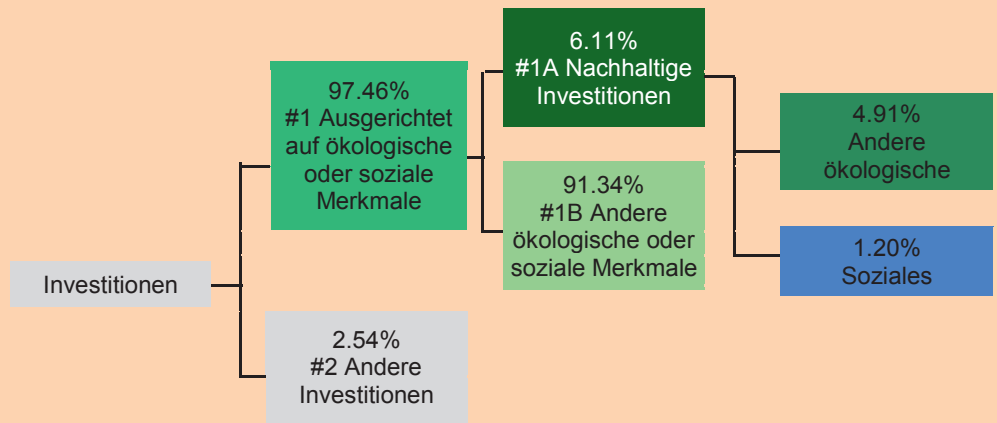 Investitionen
97.46%
#1 Ausgerichtet
auf ökologische
oder soziale
Merkmale
2.54%
#2 Andere
Investitionen
6.11%
#1A Nachhaltige
Investitionen
91.34%
#1B Andere
ökologische oder
soziale Merkmale
4.91%
Andere
ökologische
1.20%
Soziales